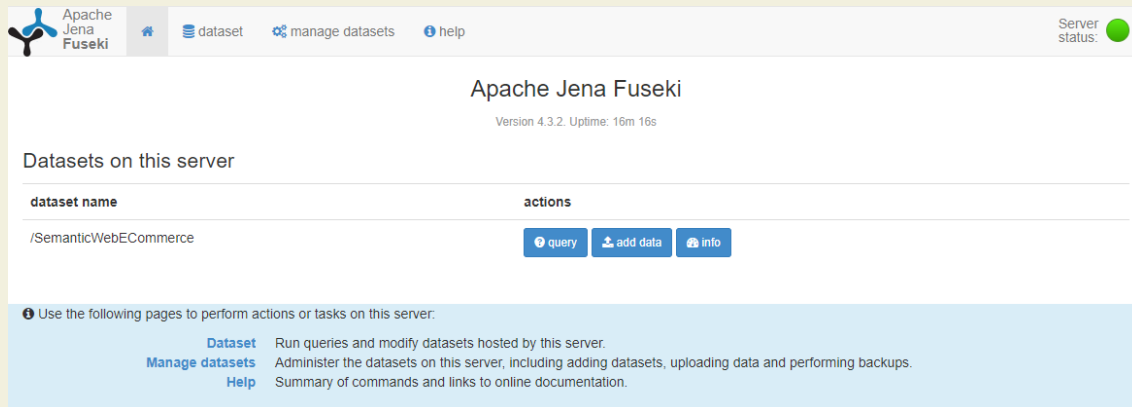 Apache
Jena
Fuseki
dataset
manage datasets
help
Server
status:
Apache Jena Fuseki
Version 4.3.2. Uptime: 16m 16s
Datasets on this server
dataset name actions
/SemanticWebECommerce query add data info
Use the following pages to perform actions or tasks on this server:
Dataset Run queries and modify datasets hosted by this server.
Manage datasets Administer the datasets on this server, including adding datasets, uploading data and performing backups.
Help Summary of commands and links to online documentation.